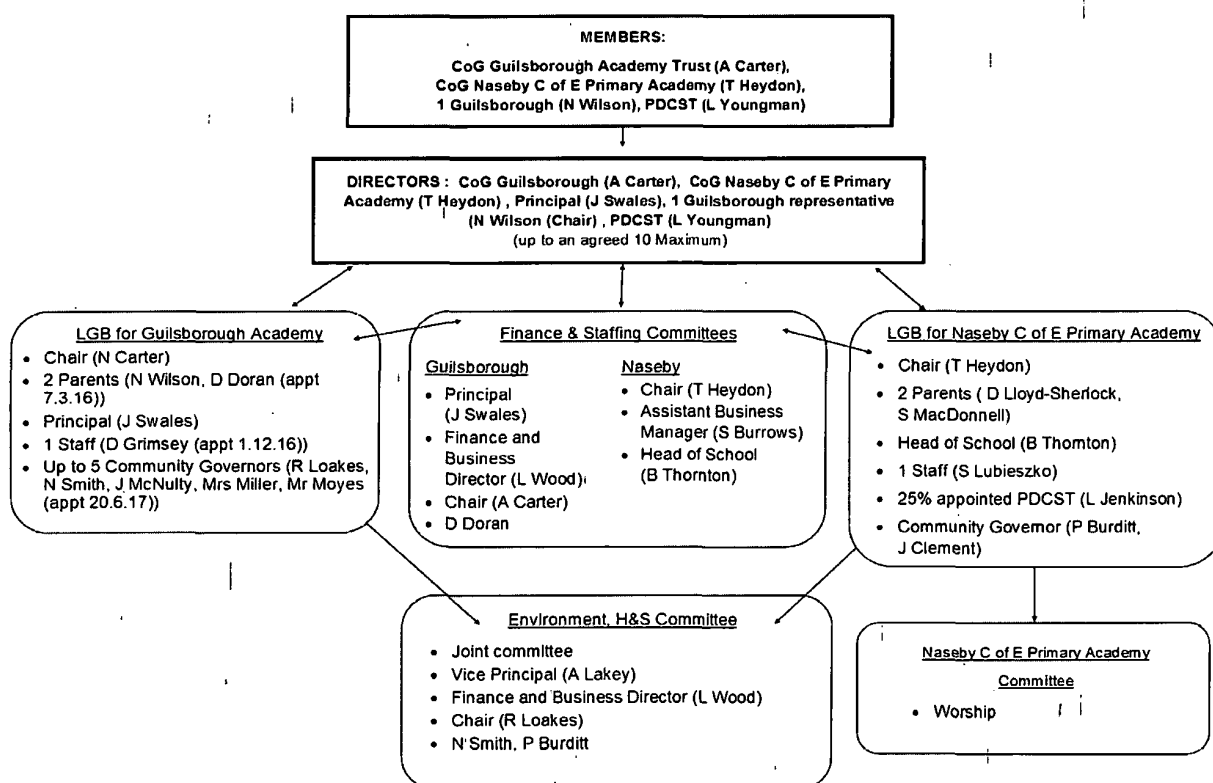 MEMBERS:
CoG Guilsborough Academy Trust (A Carter),
CoG Naseby C of E Primary Academy (T Heydon),
1 Guilsborough (N Wilson), PDCST (L Youngman)
DIRECTORS : CoG Guilsborough (A Carter), CoG Naseby C of E Primary
Academy (T Heydon) , Principal (J Swales), 1 Guilsborough representative
(N Wilson (Chair) , PDCST (L Youngman)
(up to an agreed 10 Maximum)
LGB for Guilsborough Academy
• Chair (N Carter)
• 2 Parents (N Wilson, D Doran (appt
7.3.16))
• Principal (J Swales)
• 1 Staff (D Grimsey (appt 1.12.16))
• Up to 5 Community Governors (R Loakes,
N Smith, J McNulty, Mrs Miller, Mr Moyes
(appt 20.6.17))
Finance & Staffing Committees
Guilsborough
• Principal
(J Swales)
• Finance and
Business
Director (L Wood)
• Chair (A Carter)
• D Doran
Naseby
• Chair (T Heydon)
• Assistant Business
Manager (S Burrows)
• Head of School
(B Thornton)
LGB for Naseby C of E Primary Academy
• Chair (T Heydon)
• 2 Parents ( D Lloyd-Sherlock,
S MacDonnell)
• Head of School (B Thornton)
• 1 Staff (S Lubieszko)
• 25% appointed PDCST (L Jenkinson)
• Community Governor (P Burditt,
J Clement)
Environment, H&S Committee
• Joint committee
• Vice Principal (A Lakey)
• Finance and Business Director (L Wood)
• Chair (R Loakes)
• N Smith, P Burditt
Naseby C of E Primary Academy
Committee
• Worship